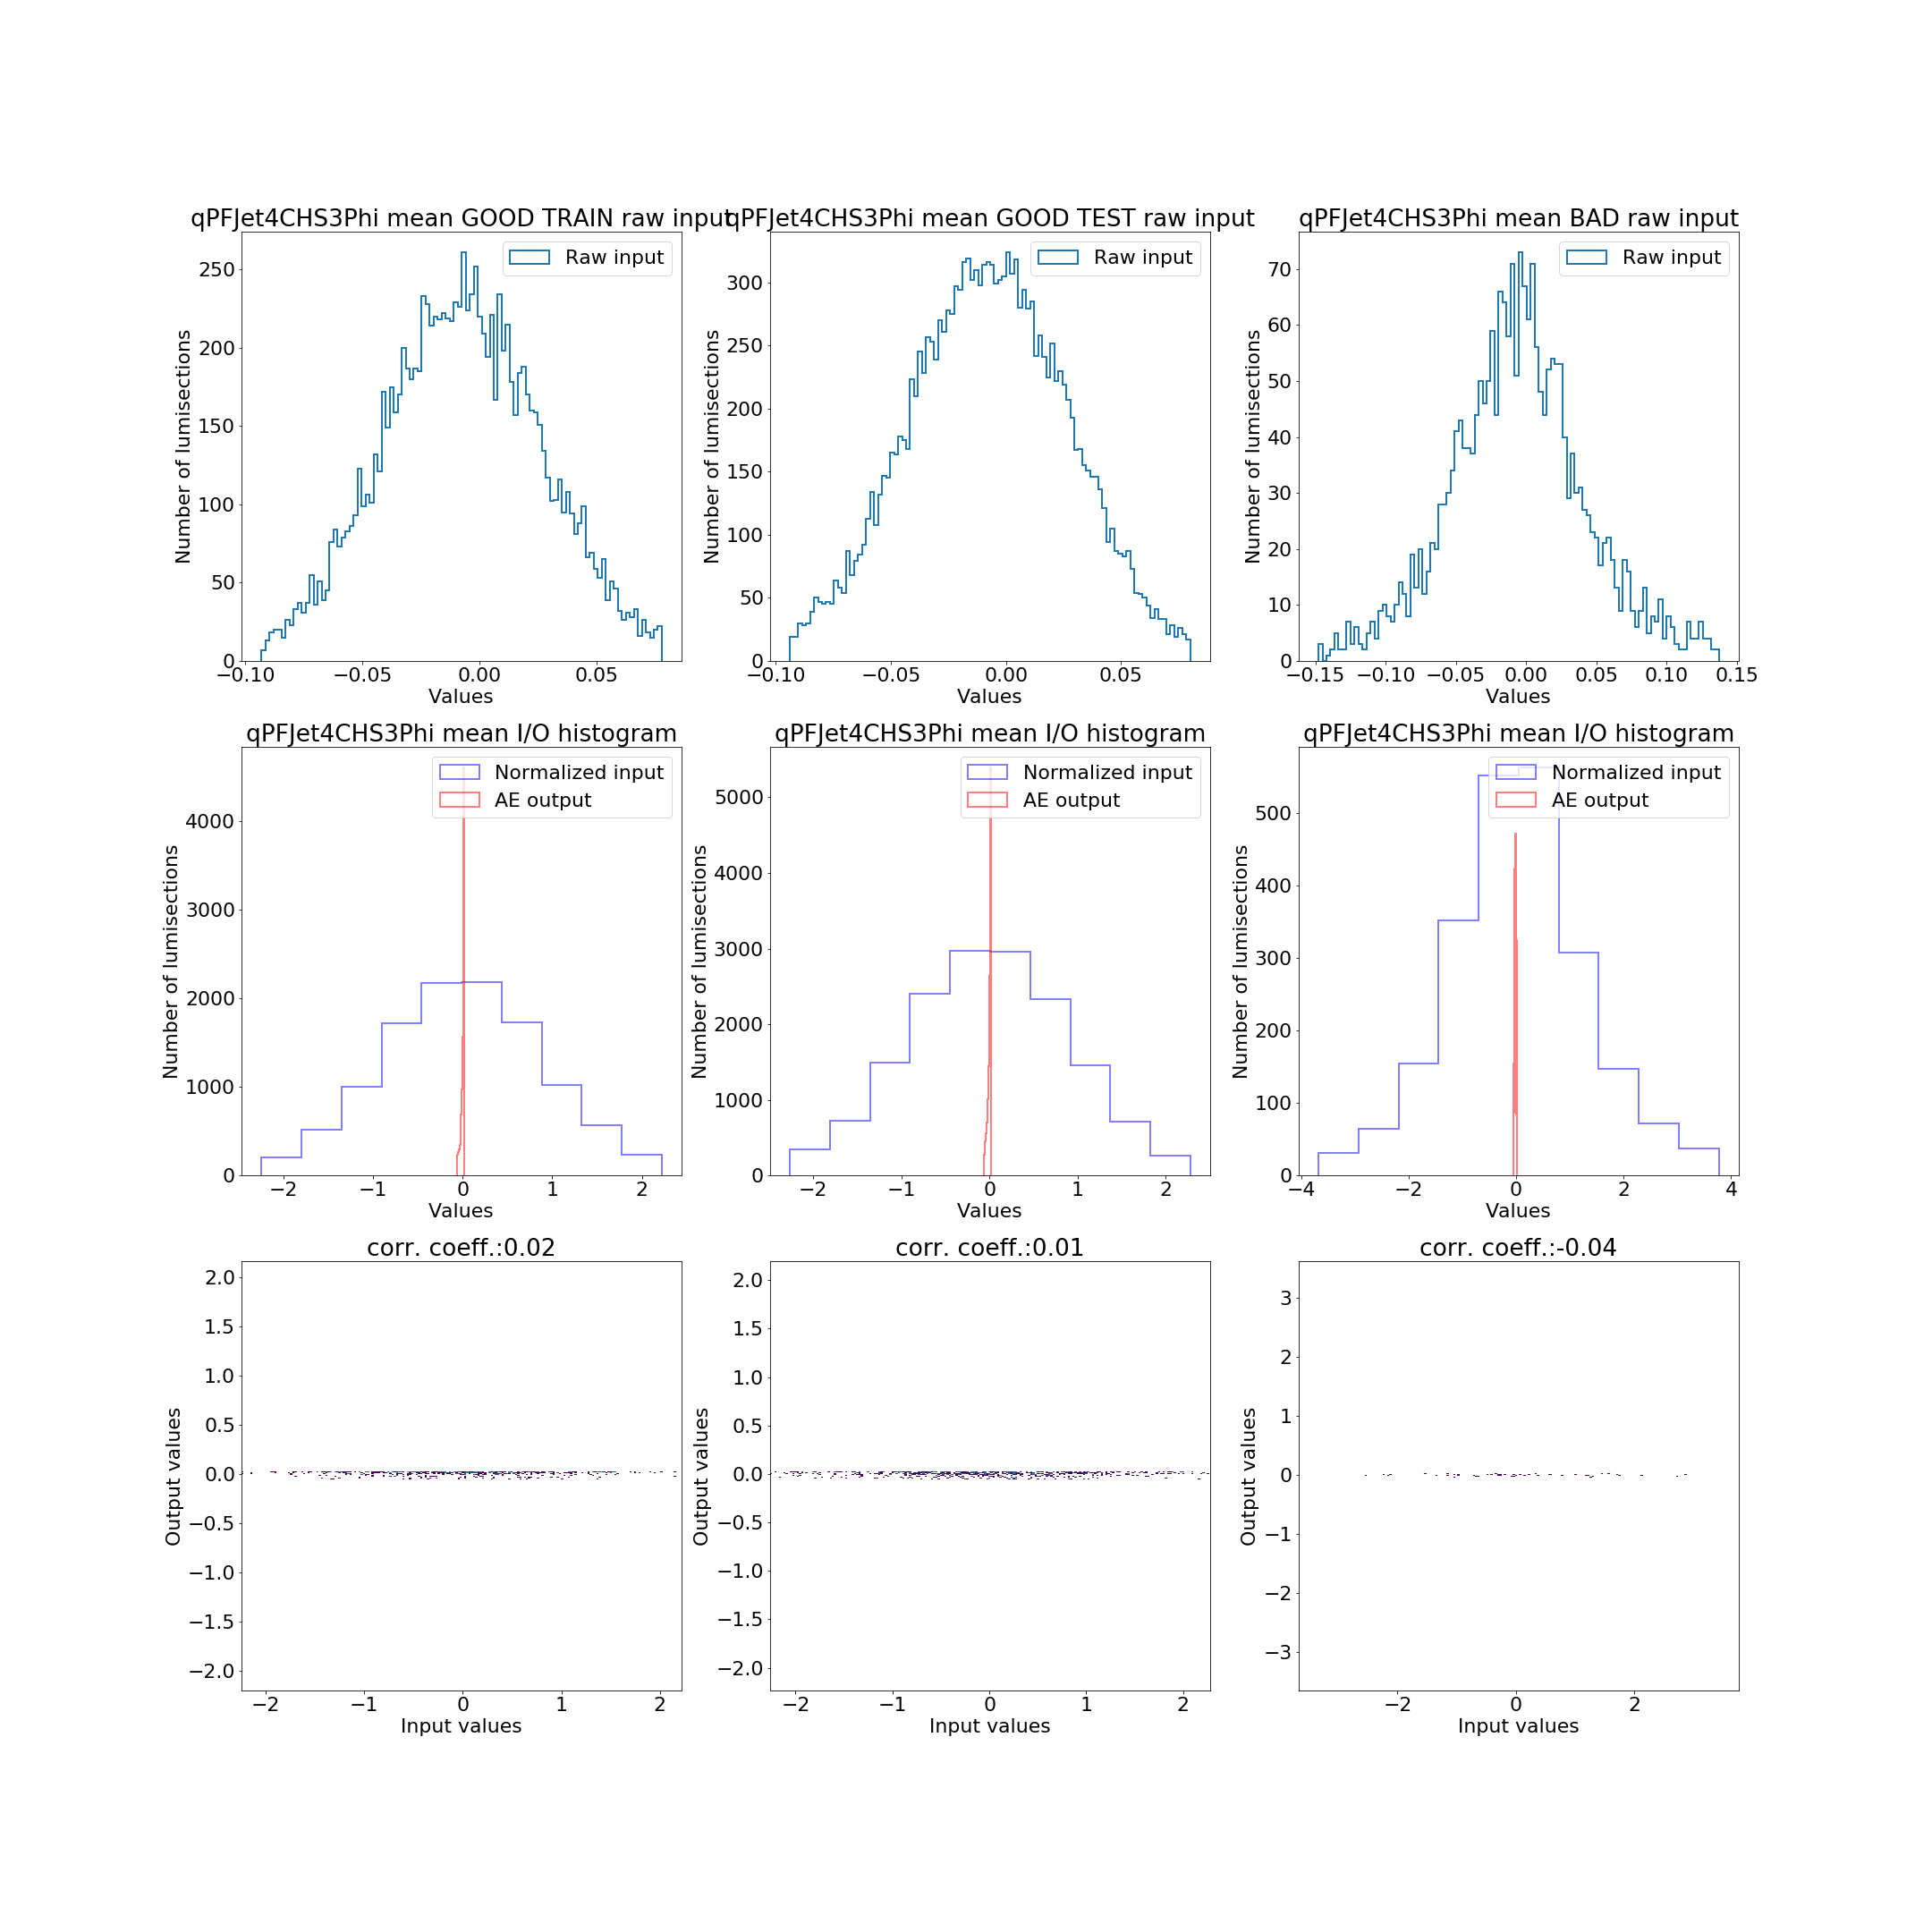 qPFJet4CHS3Phi mean GOOD TRAIN raw input
Raw input
Number of lumisections
250
200
150
100
50
0
−0.10 −0.05 0.00 0.05
Values
qPFJet4CHS3Phi mean GOOD TEST raw input
Raw input
Number of lumisections
300
250
200
150
100
50
0
−0.10 −0.05 0.00 0.05
Values
qPFJet4CHS3Phi mean BAD raw input
Raw input
Number of lumisections
70
60
50
40
30
20
10
0
−0.15 −0.10 −0.05 0.00 0.05 0.10 0.15
Values
qPFJet4CHS3Phi mean I/O histogram
Normalized input
AE output
Number of lumisections
4000
3000
2000
1000
0
−2 −1 0 1 2
Values
qPFJet4CHS3Phi mean I/O histogram
Normalized input
AE output
Number of lumisections
5000
4000
3000
2000
1000
0
−2 −1 0 1 2
Values
qPFJet4CHS3Phi mean I/O histogram
Normalized input
AE output
Number of lumisections
500
400
300
200
100
0
−4 −2 0 2 4
Values
corr. coeff.:0.02
Output values
2.0
1.5
1.0
0.5
0.0
−0.5
−1.0
−1.5
−2.0
−2 −1 0 1 2
Input values
corr. coeff.:0.01
Output values
2.0
1.5
1.0
0.5
0.0
−0.5
−1.0
−1.5
−2.0
−2 −1 0 1 2
Input values
corr. coeff.:-0.04
Output values
3
2
1
0
−1
−2
−3
−2 0 2
Input values